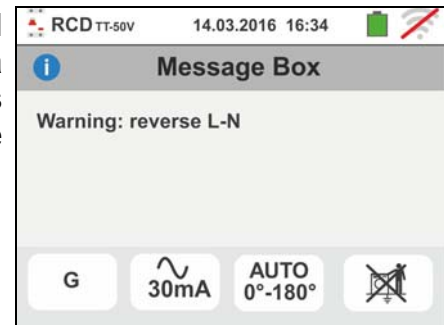 RCD TT-50V 14.03.2016 16:34
Message Box
Warning: reverse L-N
G
30mA
AUTO
0°-180°